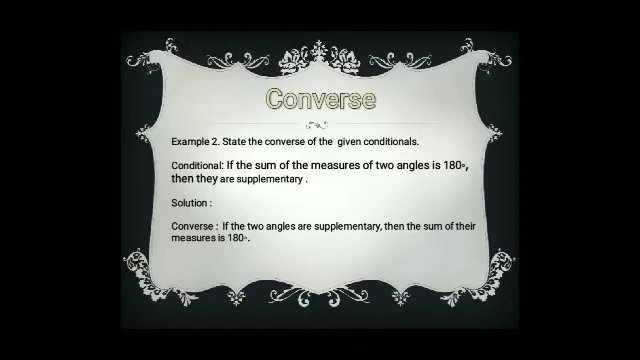 Converse
Example 2. State the converse of the given conditionals.
Conditional: If the sum of the measures of two angles is 180°,
then they are supplementary .
Solution :
Converse : If the two angles are supplementary, then the sum of their
measures is 180°.